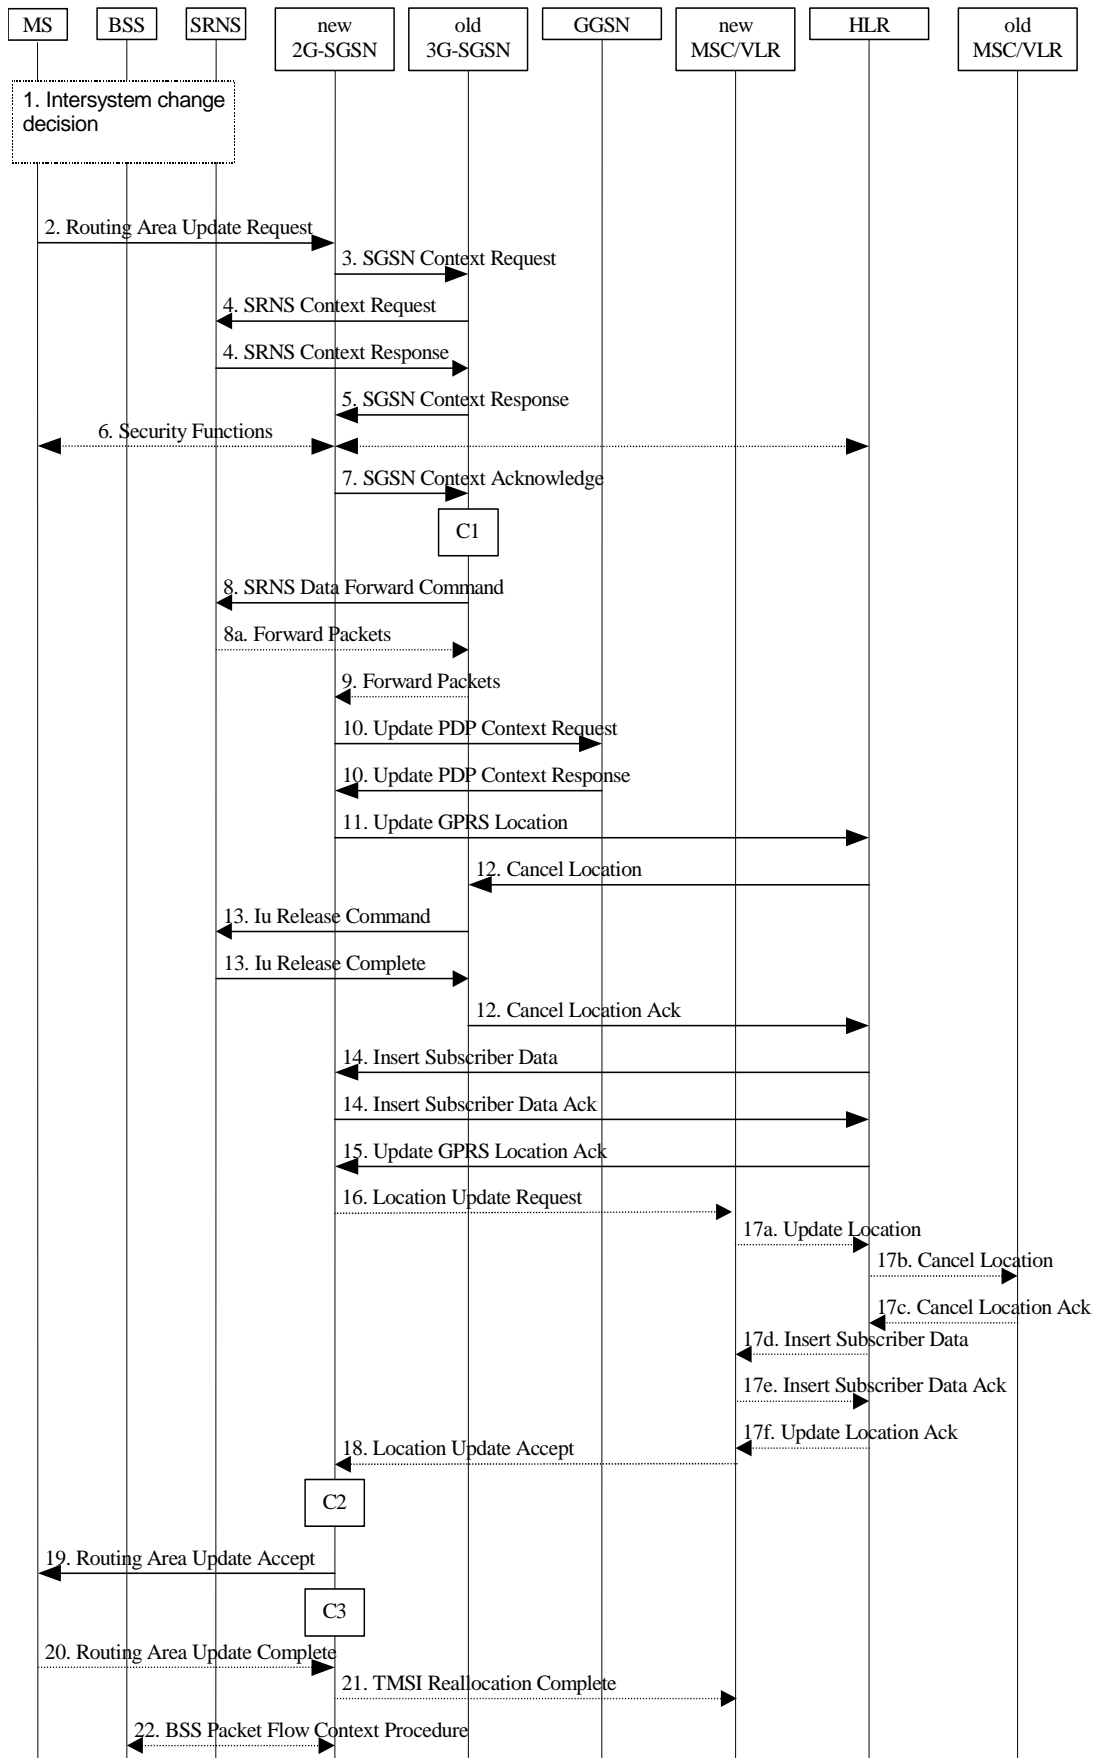 MS
BSS
SRNS
new
2G-SGSN
old
3G-SGSN
GGSN
new
MSC/VLR
HLR
old
MSC/VLR
1. Intersystem change
decision
2. Routing Area Update Request
3. SGSN Context Request
4. SRNS Context Request
4. SRNS Context Response
5. SGSN Context Response
6. Security Functions
7. SGSN Context Acknowledge
C1
8. SRNS Data Forward Command
8a. Forward Packets
9. Forward Packets
10. Update PDP Context Request
10. Update PDP Context Response
11. Update GPRS Location
12. Cancel Location
13. Iu Release Command
13. Iu Release Complete
12. Cancel Location Ack
14. Insert Subscriber Data
14. Insert Subscriber Data Ack
15. Update GPRS Location Ack
16. Location Update Request
17a. Update Location
17b. Cancel Location
17c. Cancel Location Ack
17d. Insert Subscriber Data
17e. Insert Subscriber Data Ack
17f. Update Location Ack
18. Location Update Accept
C2
19. Routing Area Update Accept
C3
20. Routing Area Update Complete
21. TMSI Reallocation Complete
22. BSS Packet Flow Context Procedure